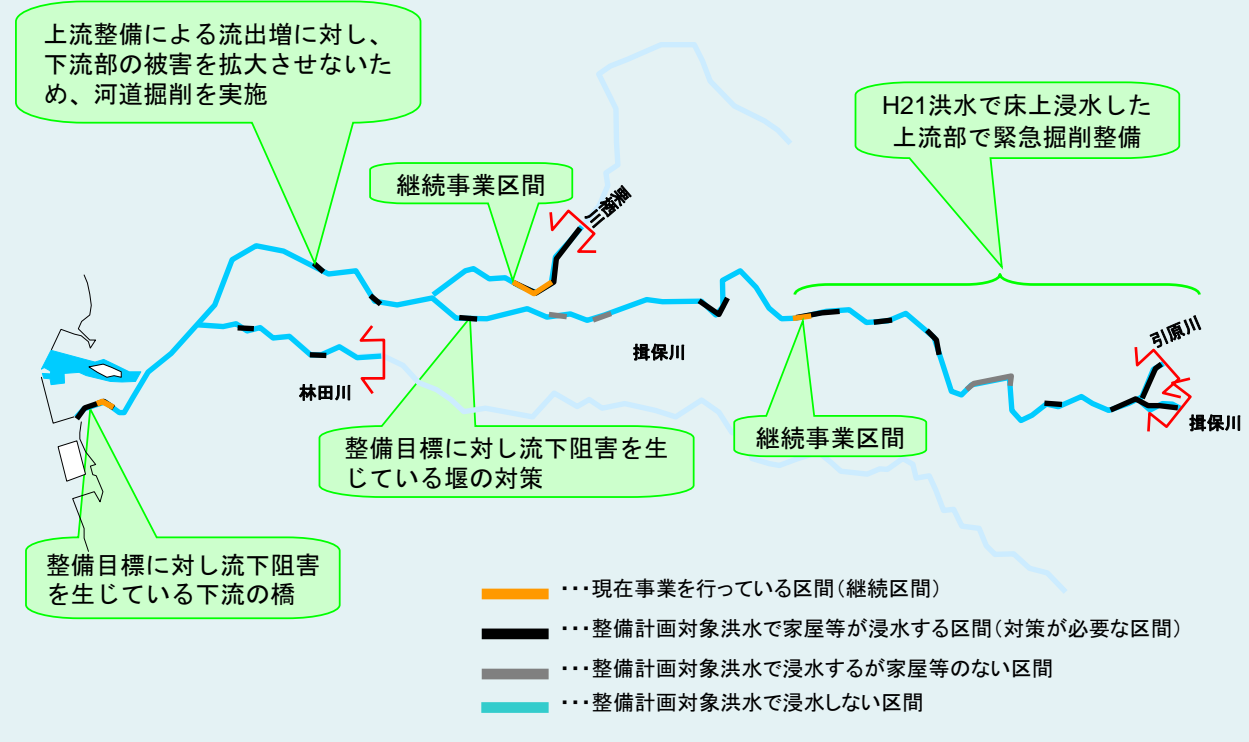 上流整備による流出増に対し、
下流部の被害を拡大させないた
め、河道掘削を実施
H21洪水で床上浸水した
上流部で緊急掘削整備
継続事業区間
栗栖川
引原川
揖保川
林田川
揖保川
整備目標に対し流下阻害を生
じている堰の対策
継続事業区間
整備目標に対し流下阻害
を生じている下流の橋
･･･現在事業を行っている区間（継続区間）
･･･整備計画対象洪水で家屋等が浸水する区間（対策が必要な区間）
･･･整備計画対象洪水で浸水するが家屋等のない区間
･･･整備計画対象洪水で浸水しない区間